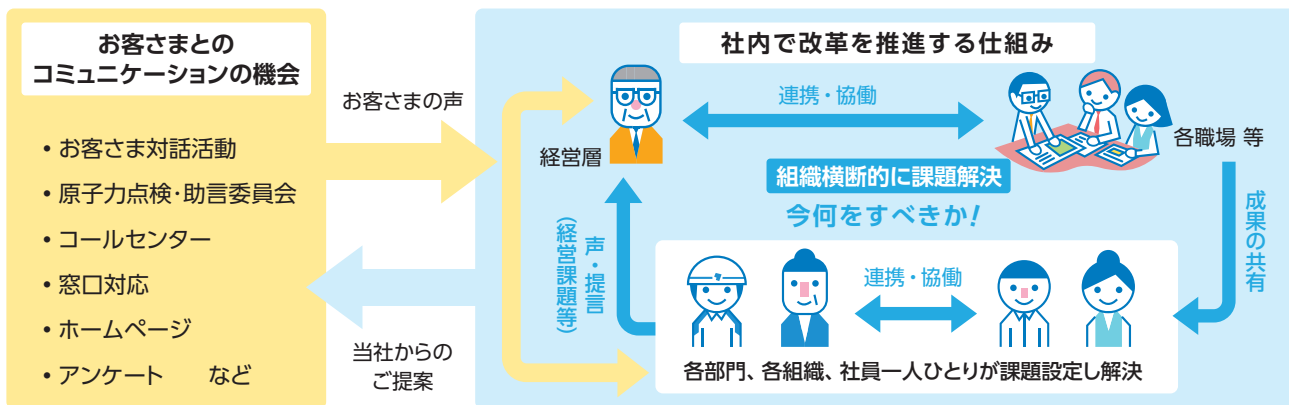 お客さまとの
コミュニケーションの機会
・お客さま対話活動
・原子力点検・助言委員会
・コールセンター
・窓口対応
・ホームページ
・アンケート　　など
お客さまの声
当社からの
ご提案
社内で改革を推進する仕組み
経営層
連携・協働
各職場 等
組織横断的に課題解決
今何をすべきか!
声・提言
(経営課題等)
成果の共有
連携・協働
各部門、各組織、社員一人ひとりが課題設定し解決